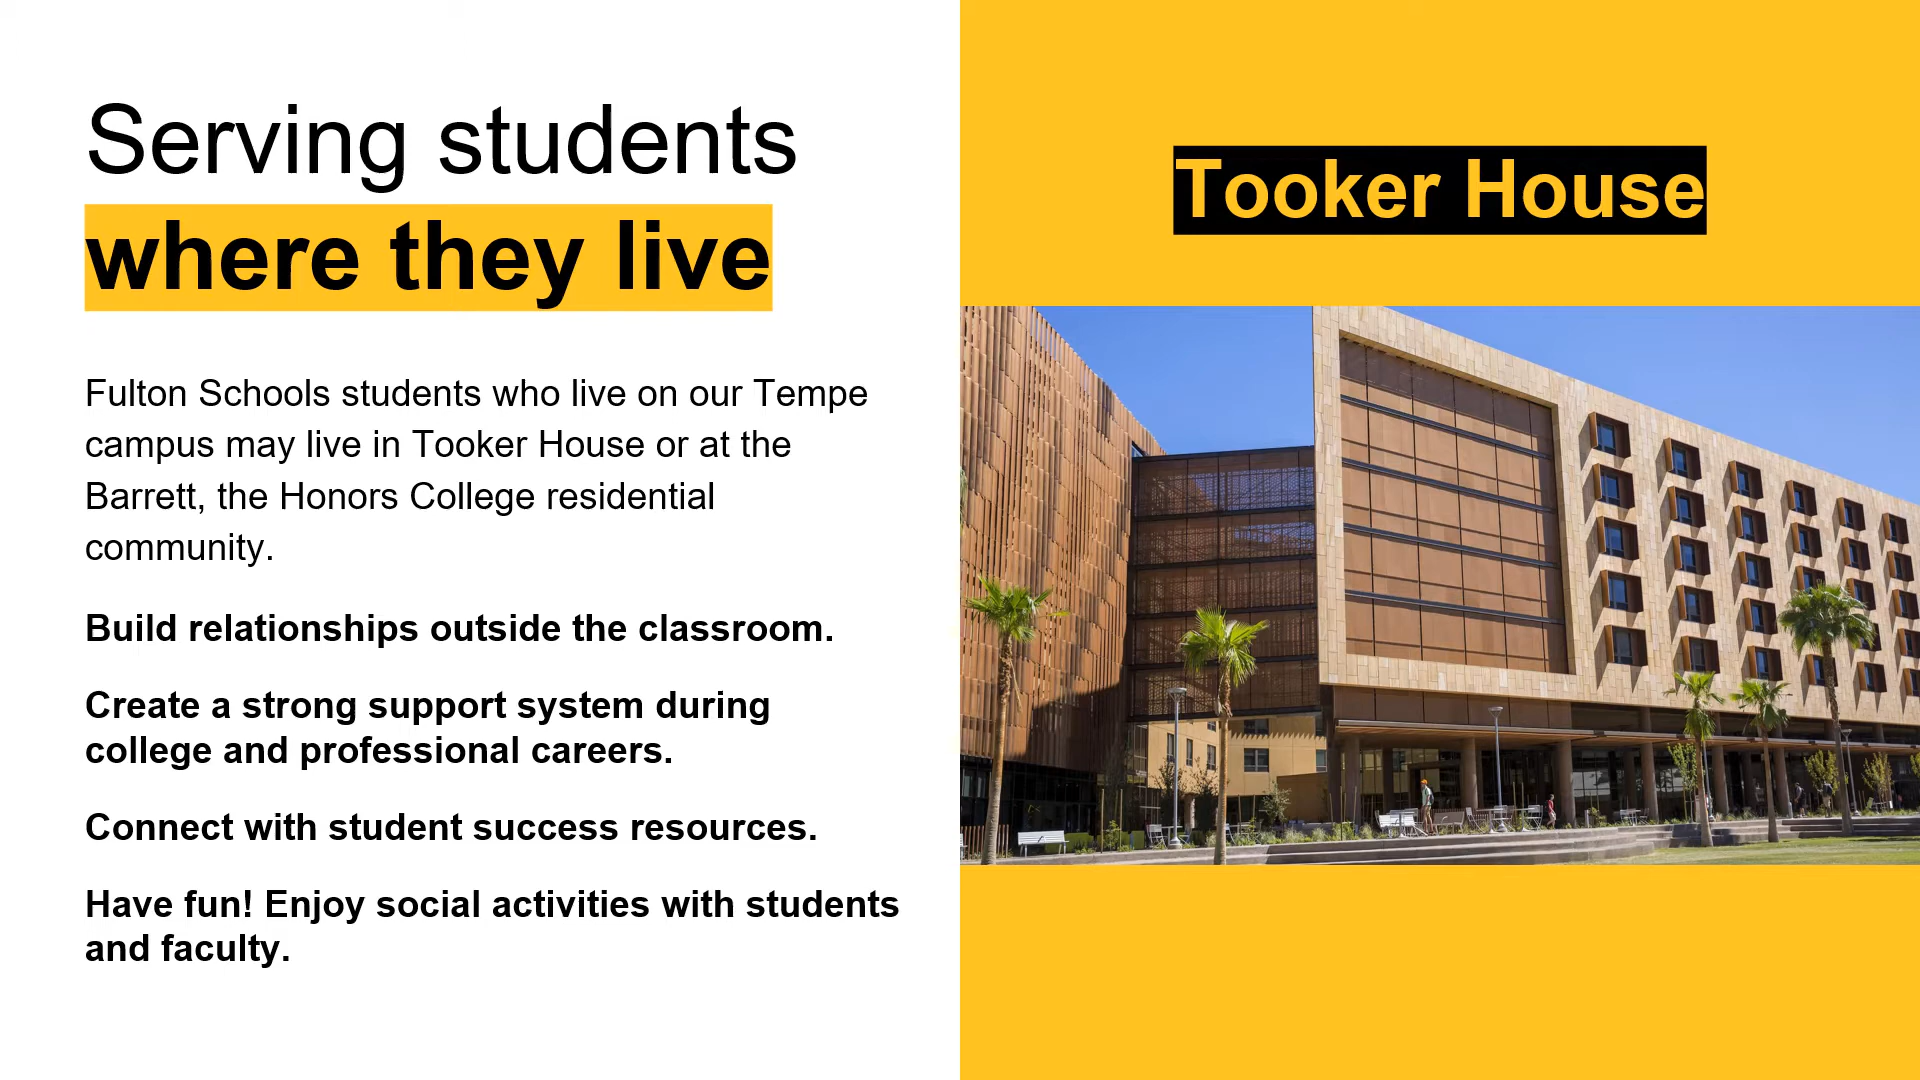 Serving students
where they live
Fulton Schools students who live on our Tempe
campus may live in Tooker House or at the
Barrett, the Honors College residential
community.
Build relationships outside the classroom.
Create a strong support system during
college and professional careers.
Connect with student success resources.
Have fun! Enjoy social activities with students
and faculty.
Tooker House